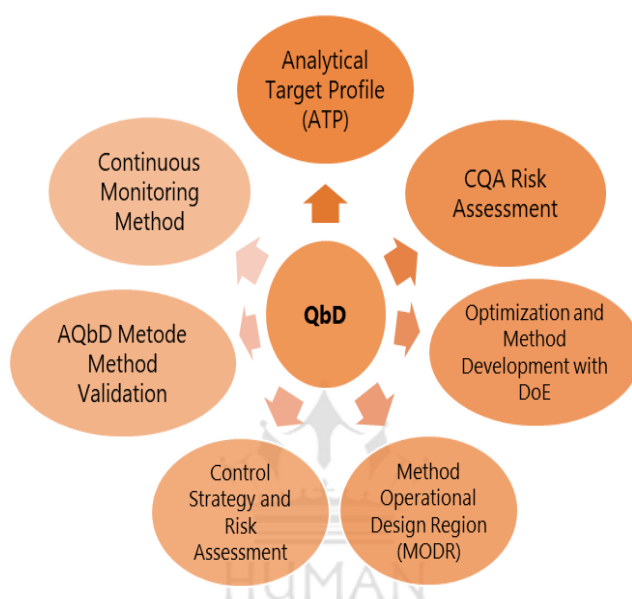 Analytical
Target Profile
(ATP)
CQA Risk
Assessment
Optimization and
Method
Development with
DoE
Method
Operational
Design Region
(MODR)
Control
Strategy and
Risk
Assessment
AQbD Metode
Method
Validation
Continuous
Monitoring
Method
QbD
HUMAN